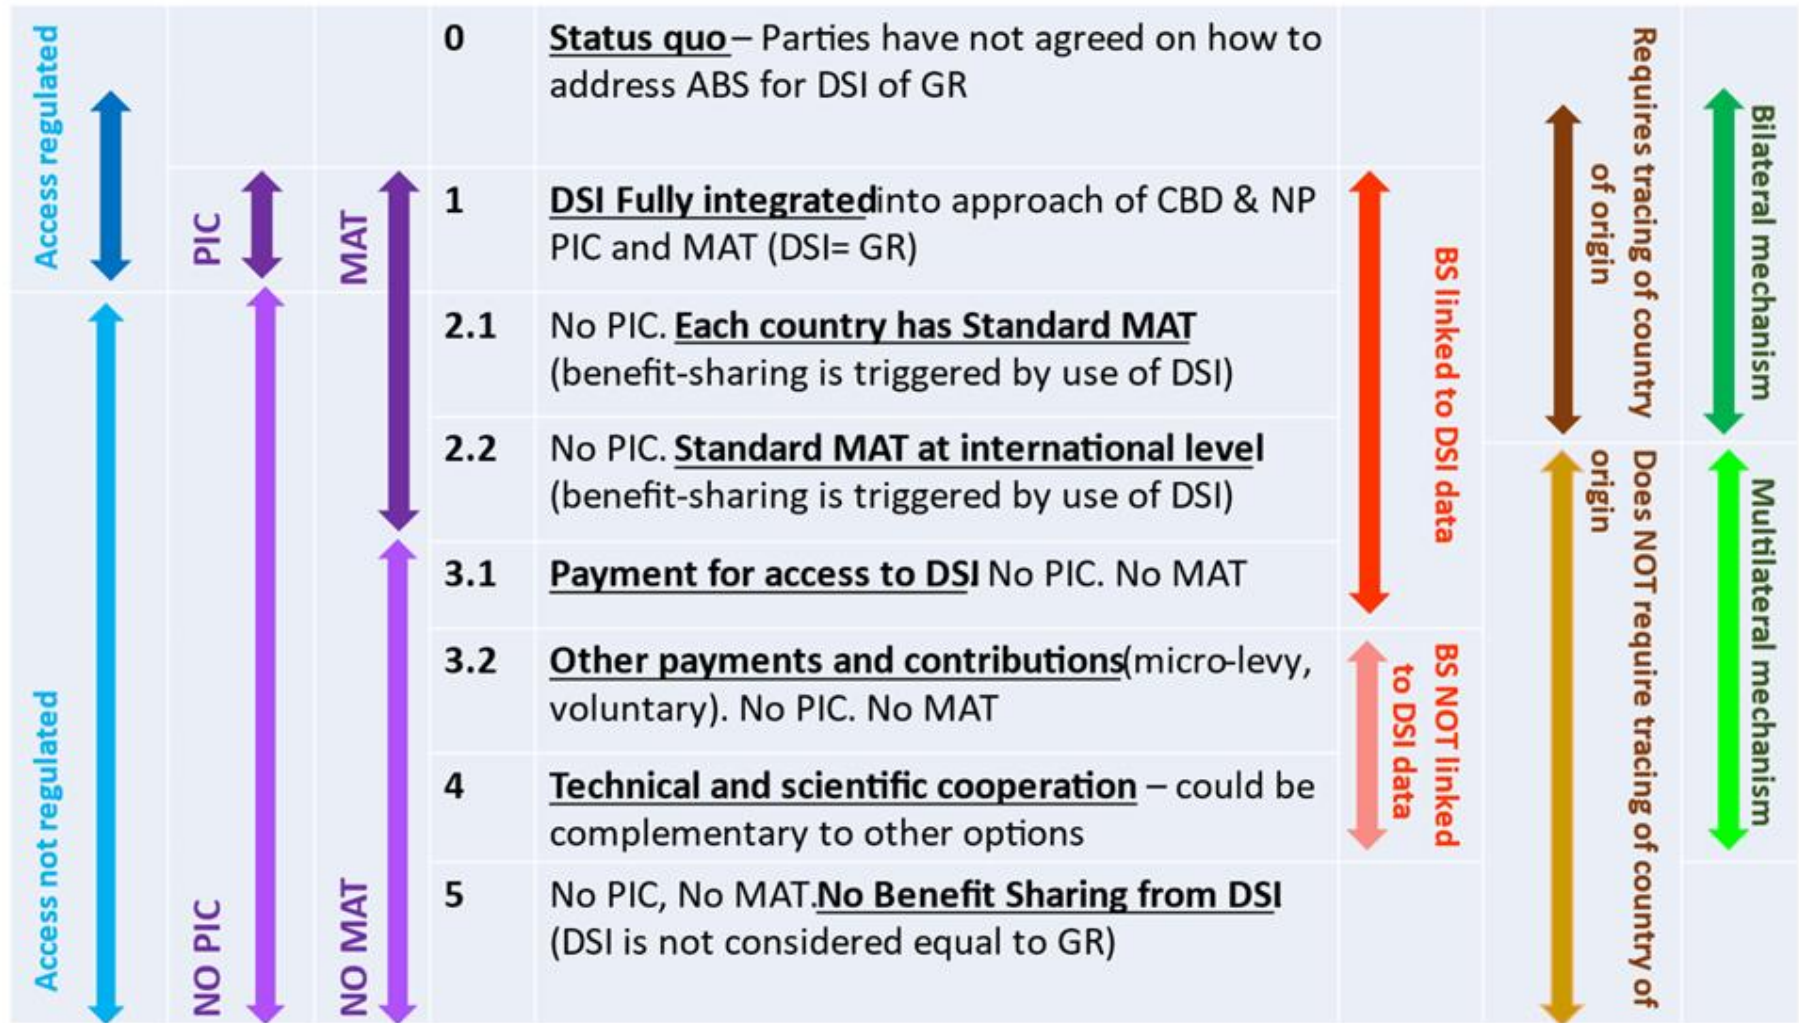 Access regulated
Access not regulated
PIC
NO PIC
MAT
NO MAT
0
Status quo – Parties have not agreed on how to
address ABS for DSI of GR
1
DSI Fully integrated into approach of CBD & NP
PIC and MAT (DSI= GR)
2.1
No PIC. Each country has Standard MAT
(benefit-sharing is triggered by use of DSI)
2.2
No PIC. Standard MAT at international level
(benefit-sharing is triggered by use of DSI)
3.1
Payment for access to DSI. No PIC. No MAT
3.2
Other payments and contributions (micro-levy,
voluntary). No PIC. No MAT
4
Technical and scientific cooperation – could be
complementary to other options
5
No PIC, No MAT. No Benefit Sharing from DSI
(DSI is not considered equal to GR)
BS linked to DSI data
BS NOT linked
to DSI data
Requires tracing of country
of origin
Does NOT require tracing of country of
origin
Bilateral mechanism
Multilateral mechanism